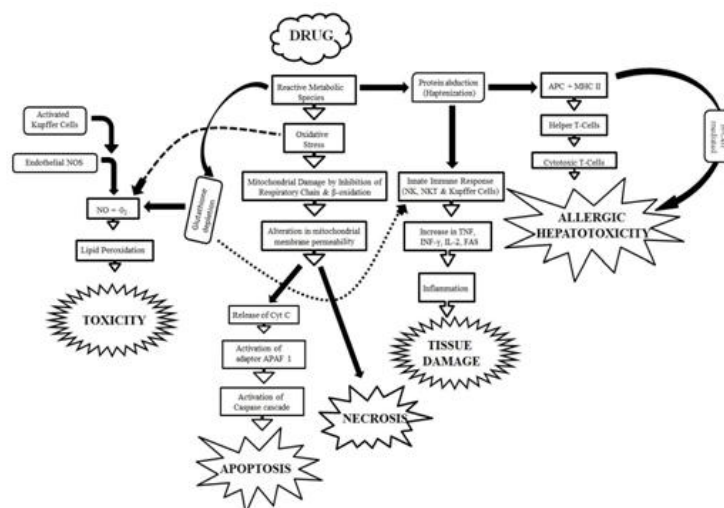 DRUG
Reactive Metabolic
Species
Protein abduction
(Haptenization)
APC + MHC II
Activated
Kupffer Cells
Oxidative
Stress
Helper T-Cells
mediated
Endothelial NOS
Cytotoxic T-Cells
Mitochondrial Damage by Inhibition of
Respiratory Chain & β-oxidation
Innate Immune Response
(NK, NKT & Kupffer Cells)
Glutathione
depletion
NO =
ALLERGIC
HEPATOTOXICITY
Alteration in mitochondrial
membrane permeability
Increase in TNF,
INF-γ, IL-2, FAS
Lipid Peroxidation
Inflammation
TOXICITY
Release of Cyt C
TISSUE
DAMAGE
Activation of
adaptor APAF 1
Activation of
Caspase cascade
NECROSIS
APOPTOSIS